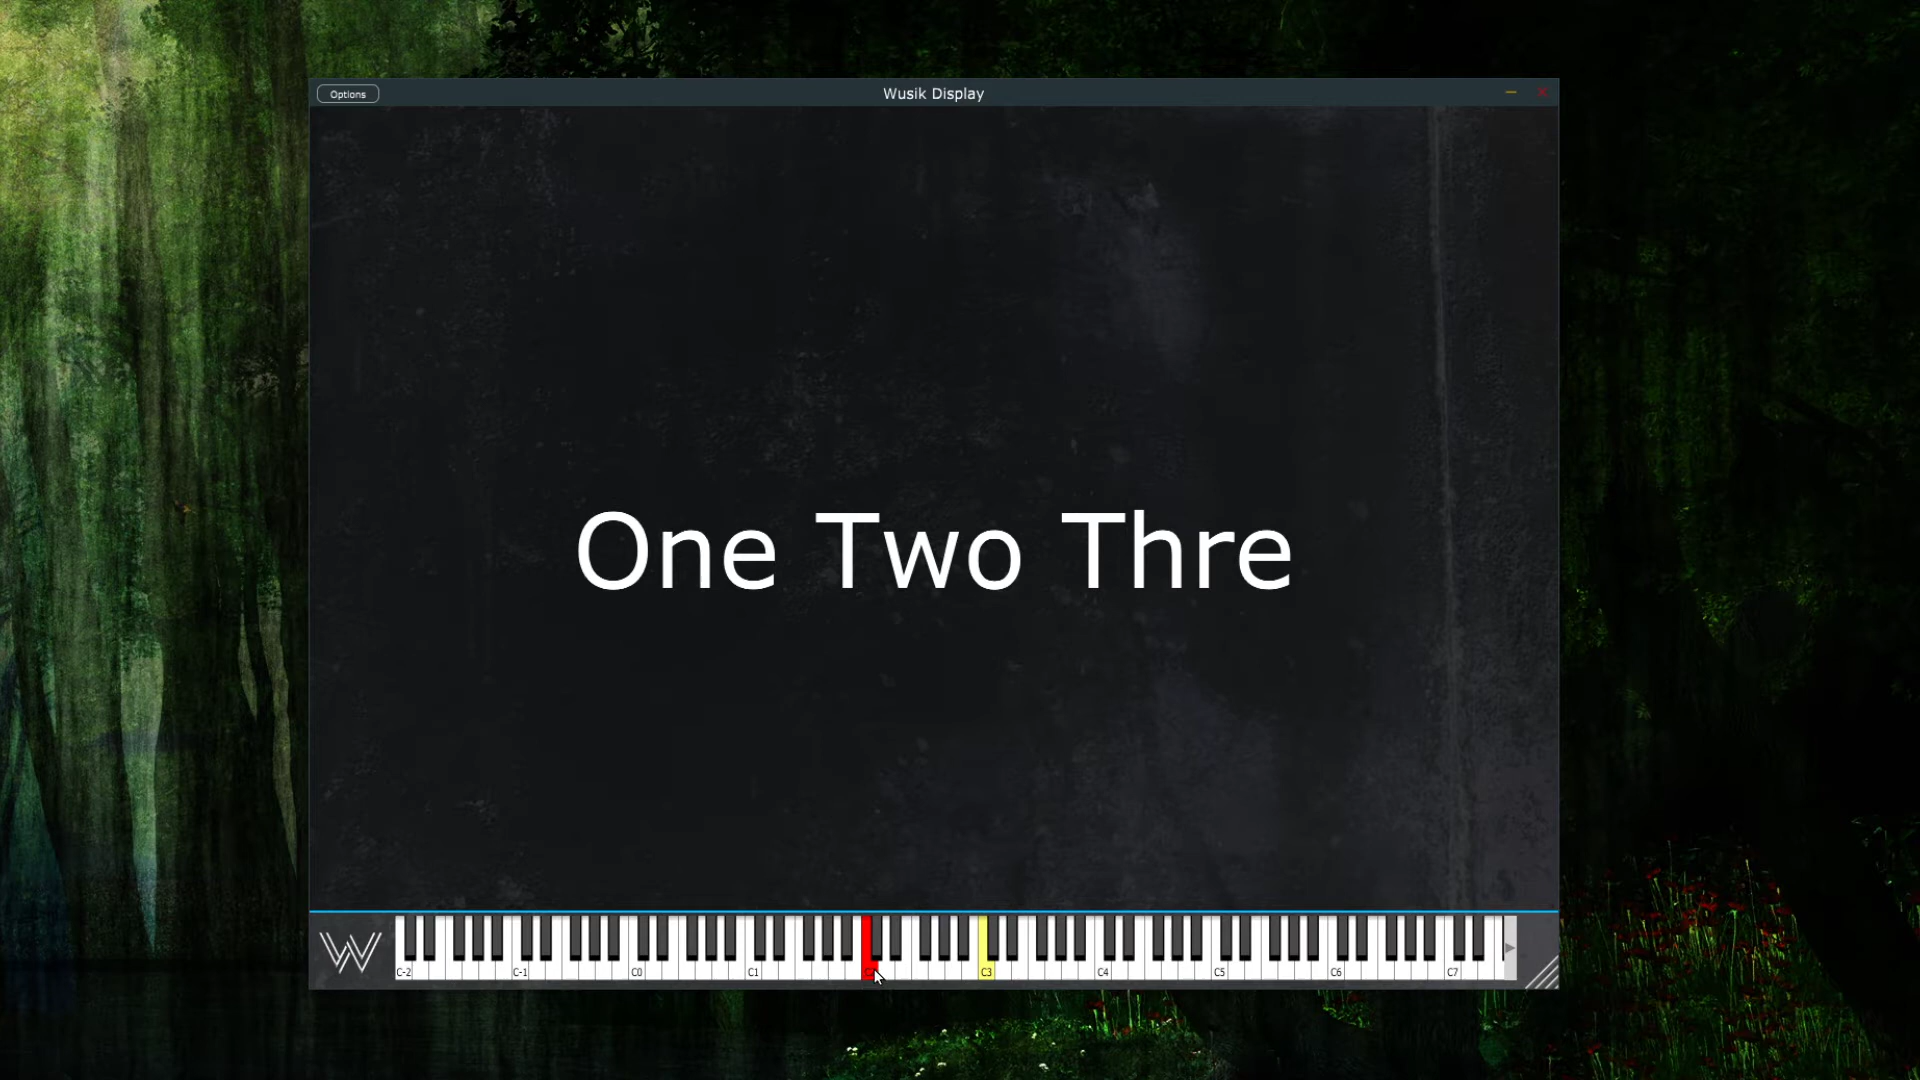 Options
Wusik Display
One Two Thre
C-2 C-1 C0 C1 C3 C4 C5 C6 C7